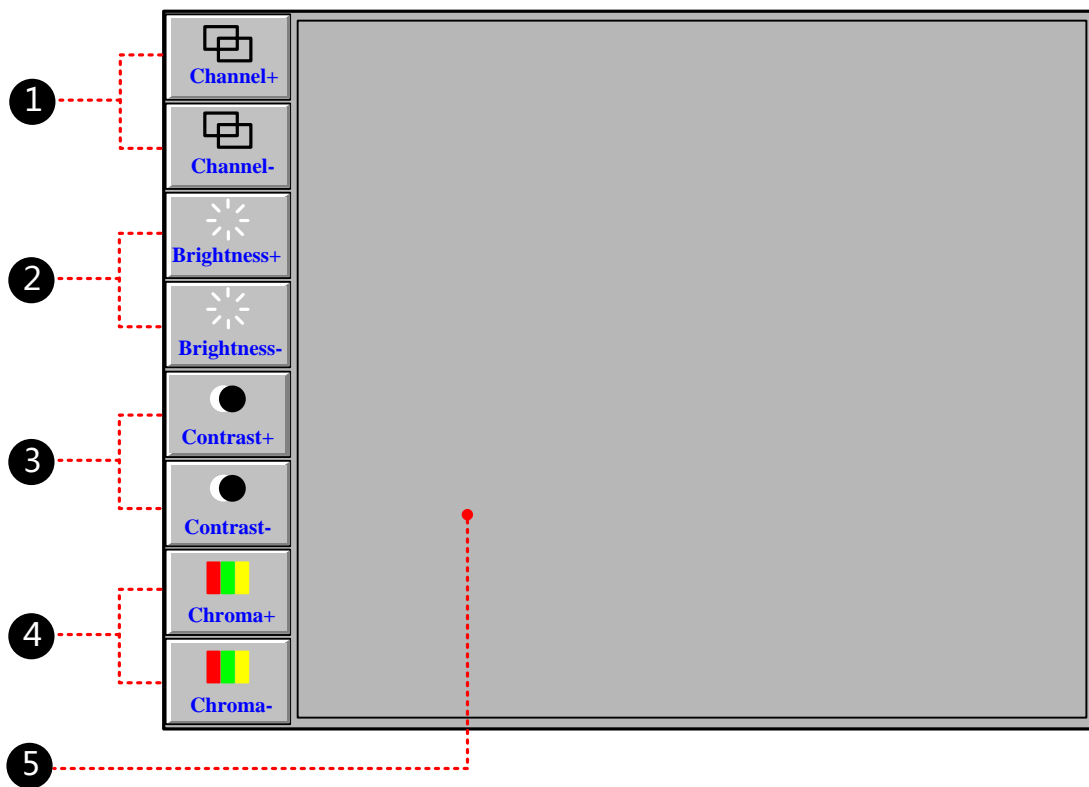 1
Channel+
Channel-
2
Brightness+
Brightness-
3
Contrast+
Contrast-
4
Chroma+
Chroma-
5